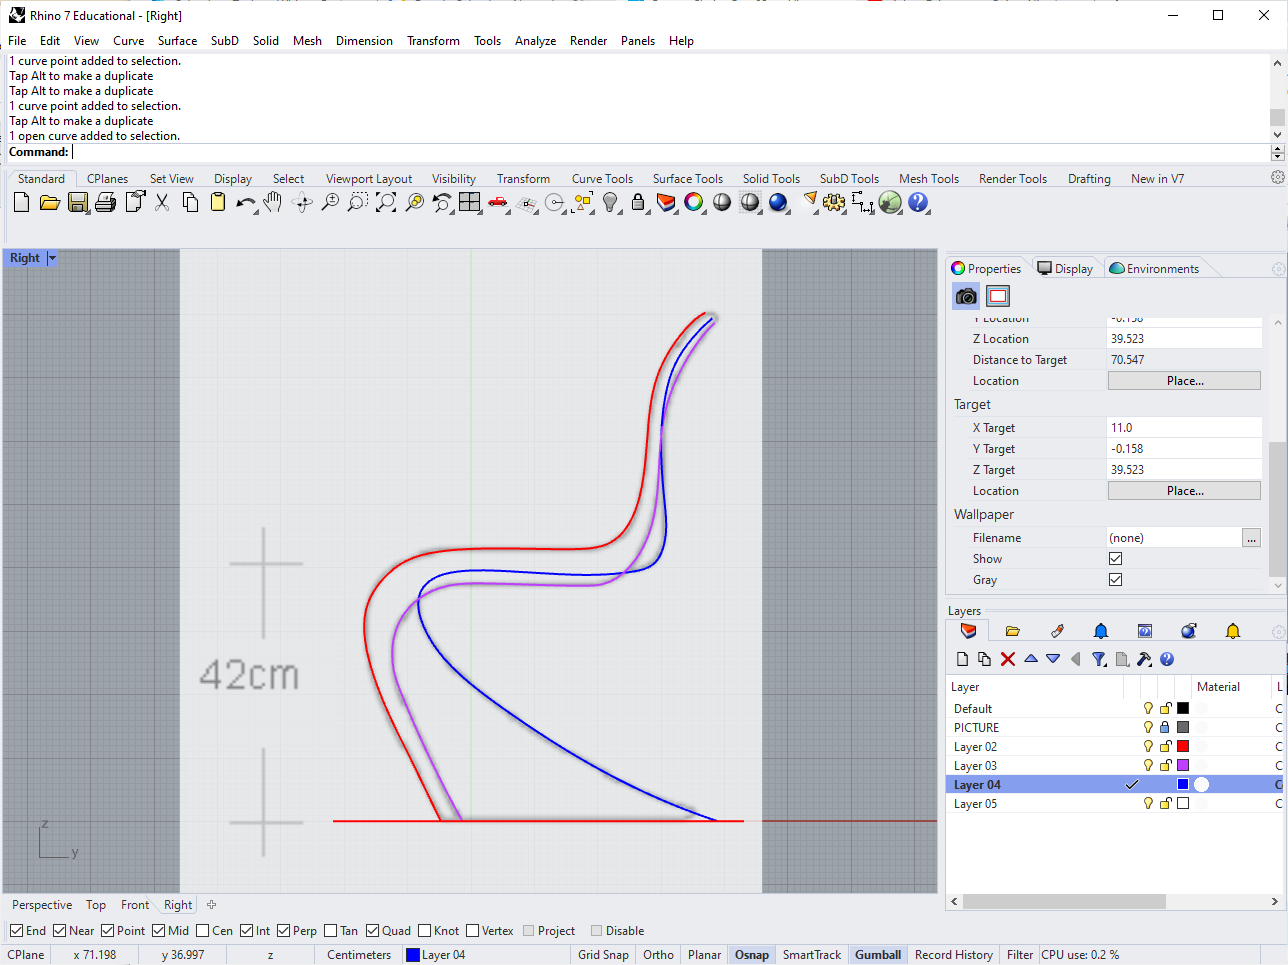 Rhino 7 Educational - [Right]
File Edit View Curve Surface SubD Solid Mesh Dimension Transform Tools Analyze Render Panels Help
1 curve point added to selection.
Tap Alt to make a duplicate
Tap Alt to make a duplicate
1 curve point added to selection.
Tap Alt to make a duplicate
1 open curve added to selection.
Command:
Standard CPlanes Set View Display Select Viewport Layout Visibility Transform Curve Tools Surface Tools Solid Tools SubD Tools Mesh Tools Render Tools Drafting New in V7
Right
42cm
z
y
Properties Display Environments
Y Location -0.158
Z Location 39.523
Distance to Target 70.547
Location Place...
Target
X Target 11.0
Y Target -0.158
Z Target 39.523
Location Place...
Wallpaper
Filename (none) ...
Show
Gray
Layers
Layer Material L
Default C
PICTURE C
Layer 02 C
Layer 03 C
Layer 04 C
Layer 05 C
Perspective Top Front Right
End Near Point Mid Cen Int Perp Tan Quad Knot Vertex Project Disable
CPlane x 71.198 y 36.997 z Centimeters Layer 04 Grid Snap Ortho Planar Osnap SmartTrack Gumball Record History Filter CPU use: 0.2 %